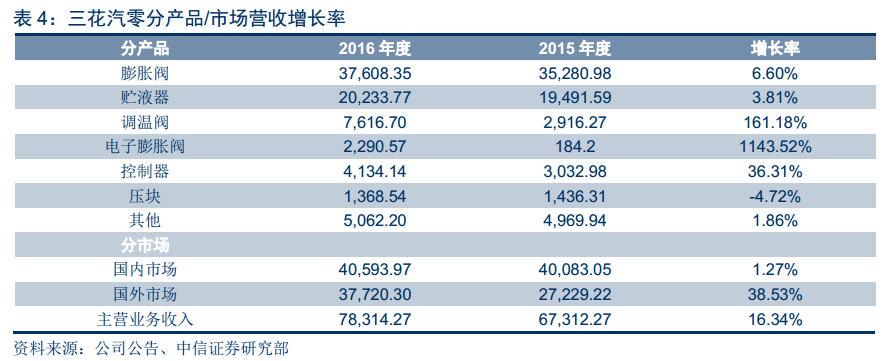 表 4：三花汽零分产品/市场营收增长率
分产品 2016 年度 2015 年度 增长率
膨胀阀 37,608.35 35,280.98 6.60%
贮液器 20,233.77 19,491.59 3.81%
调温阀 7,616.70 2,916.27 161.18%
电子膨胀阀 2,290.57 184.2 1143.52%
控制器 4,134.14 3,032.98 36.31%
压块 1,368.54 1,436.31 -4.72%
其他 5,062.20 4,969.94 1.86%
分市场
国内市场 40,593.97 40,083.05 1.27%
国外市场 37,720.30 27,229.22 38.53%
主营业务收入 78,314.27 67,312.27 16.34%
资料来源：公司公告、中信证券研究部